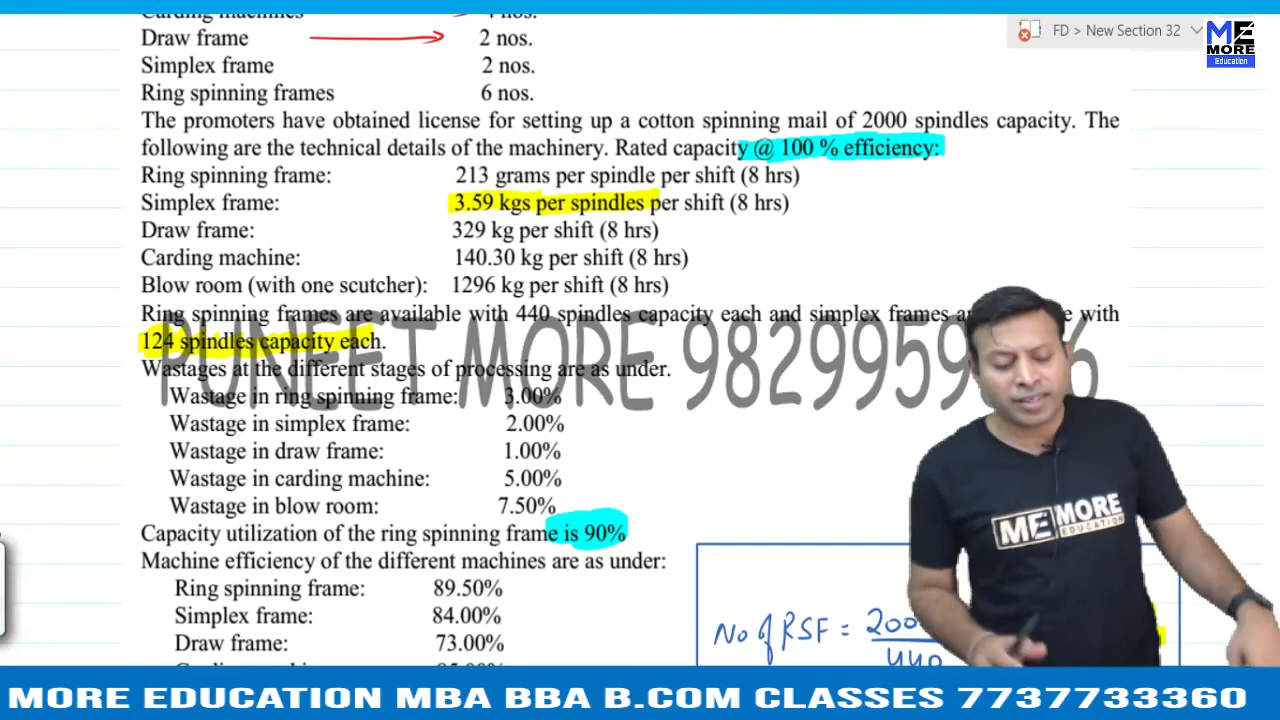 Carding machines 4 nos.
FD > New Section 32
ME
MORE
Education
Draw frame 2 nos.
Simplex frame 2 nos.
Ring spinning frames 6 nos.
The promoters have obtained license for setting up a cotton spinning mail of 2000 spindles capacity. The
following are the technical details of the machinery. Rated capacity @ 100 % efficiency:
Ring spinning frame: 213 grams per spindle per shift (8 hrs)
Simplex frame: 3.59 kgs per spindles per shift (8 hrs)
Draw frame: 329 kg per shift (8 hrs)
Carding machine: 140.30 kg per shift (8 hrs)
Blow room (with one scutcher): 1296 kg per shift (8 hrs)
Ring spinning frames are available with 440 spindles capacity each and simplex frames with
124 spindles capacity each.
PUNEET MORE
Wastages at the different stages of processing are as under.
Wastage in ring spinning frame: 3.00%
Wastage in simplex frame: 2.00%
Wastage in draw frame: 1.00%
Wastage in carding machine: 5.00%
Wastage in blow room: 7.50%
Capacity utilization of the ring spinning frame is 90%
Machine efficiency of the different machines are as under:
Ring spinning frame: 89.50%
Simplex frame: 84.00%
Draw frame: 73.00%
No of RSF = 200
440
ME MORE
EDUCATION
MORE EDUCATION MBA BBA B.COM CLASSES 7737733360